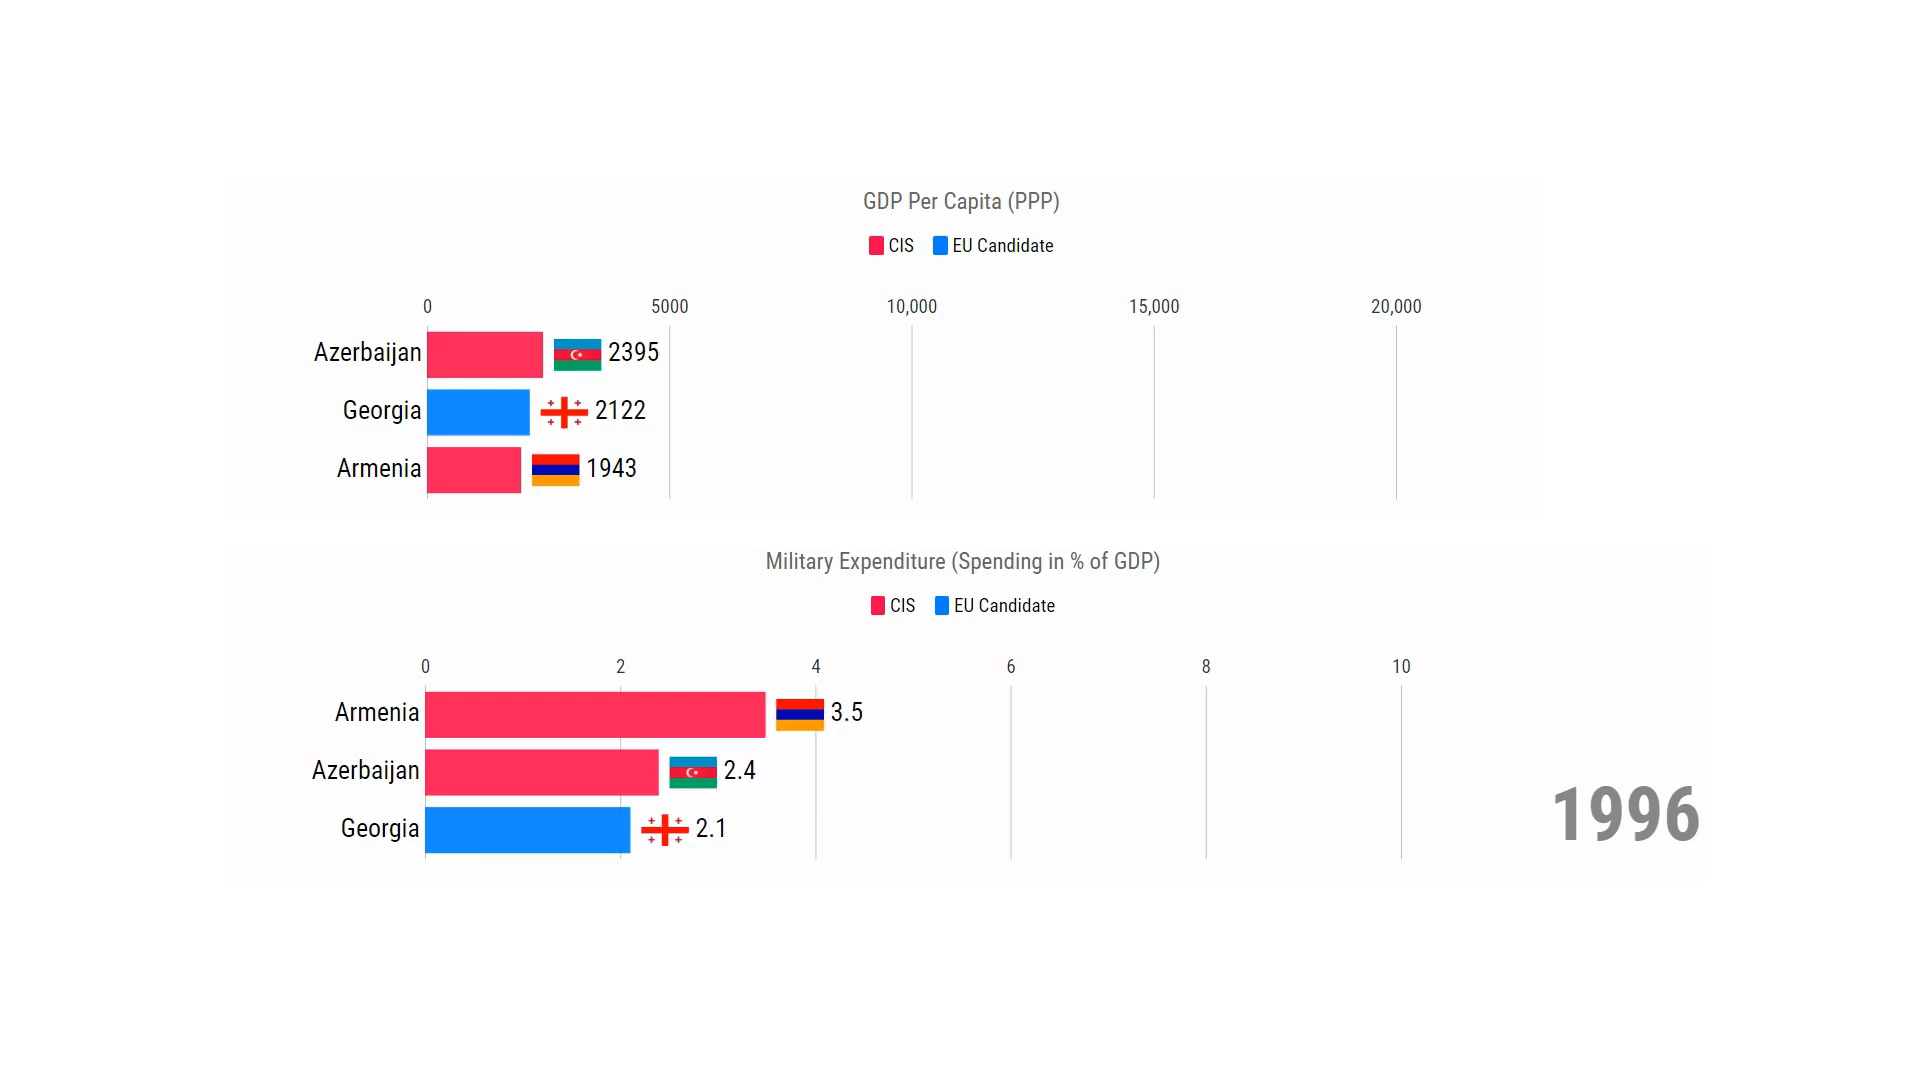 GDP Per Capita (PPP)
CIS EU Candidate
0 5000 10,000 15,000 20,000
Azerbaijan 2395
Georgia 2122
Armenia 1943
Military Expenditure (Spending in % of GDP)
CIS EU Candidate
0 2 4 6 8 10
Armenia 3.5
Azerbaijan 2.4
Georgia 2.1
1996